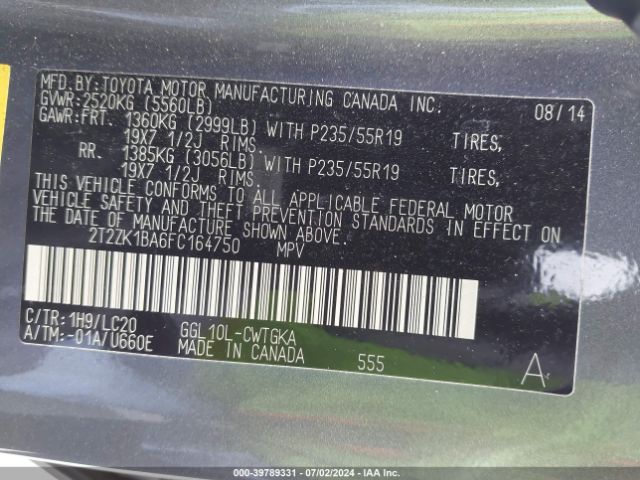 MFD.BY:TOYOTA MOTOR MANUFACTURING CANADA INC. 08/14
GVWR:2520KG (5560LB)
GAWR:FRT. 1360KG (2999LB) WITH P235/55R19 TIRES,
19X7 1/2J RIMS.
RR. 1385KG (3056LB) WITH P235/55R19 TIRES,
19X7 1/2J RIMS.
THIS VEHICLE CONFORMS TO ALL APPLICABLE FEDERAL MOTOR
VEHICLE SAFETY AND THEFT PREVENTION STANDARDS IN EFFECT
ON THE DATE OF MANUFACTURE SHOWN ABOVE.
2T2ZK1BA6FC164750 MPV
C/TR:1H9/LC20 GGL10L-CWTGKA
A/TM:-01A/U660E MADE IN CANADA 555 A
000-39789331 - 07/02/2024 - IAA Inc.